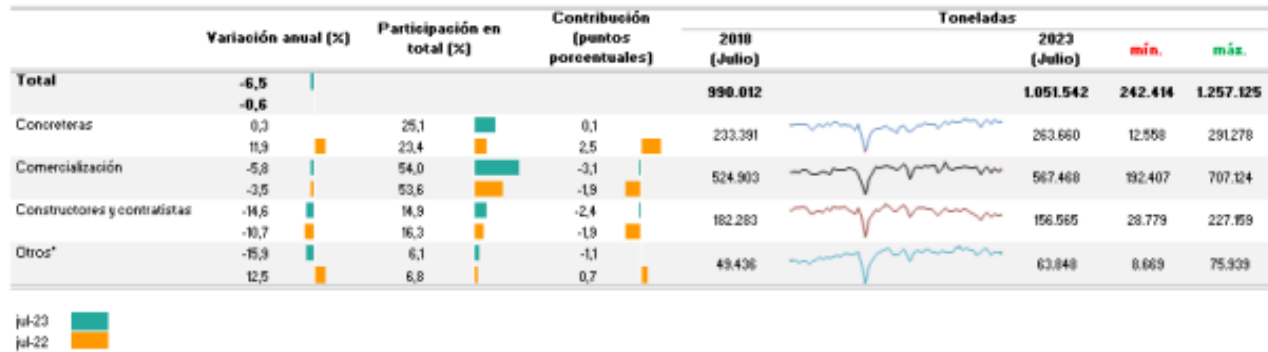 Variación anual (%) Participación en total (%) Contribución (puntos porcentuales) Toneladas
2018 (Julio) 2023 (Julio) mín. máx.
Total -6,5 990.012 1.051.542 242.414 1.257.125
-0,6
Concreteras 0,3 25,1 0,1 233.391 263.660 12.558 291.278
11,9 23,4 2,5
Comercialización -5,8 54,0 -3,1 524.903 567.468 192.407 707.124
-3,5 53,6 -1,9
Constructores y contratistas -14,6 14,9 -2,4 182.283 156.565 28.779 227.159
-10,7 16,3 -1,9
Otros* -15,9 6,1 -1,1 49.436 63.848 8.669 75.939
12,5 6,8 0,7
jul-23
jul-22